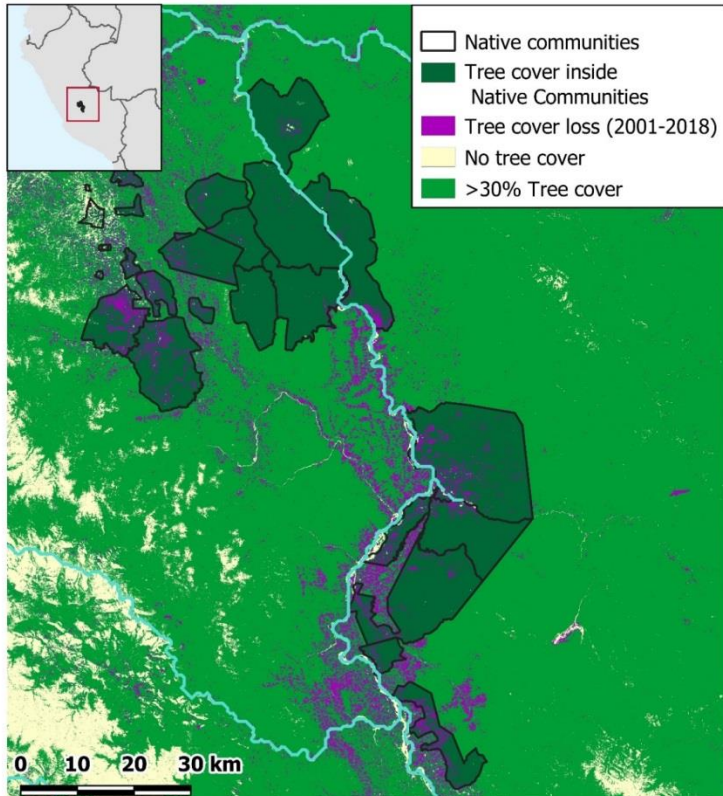 Native communities
Tree cover inside
Native Communities
Tree cover loss (2001-2018)
No tree cover
>30% Tree cover
0 10 20 30 km